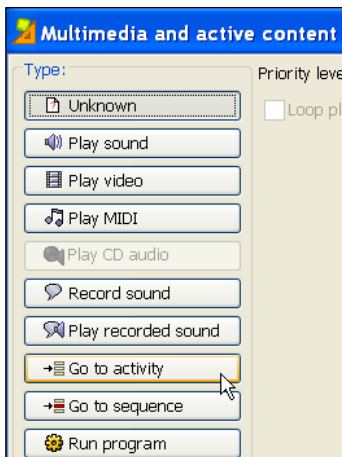 Multimedia and active content
Type:
Priority leve
Unknown
Loop pl
Play sound
Play video
Play MIDI
Play CD audio
Record sound
Play recorded sound
Go to activity
Go to sequence
Run program